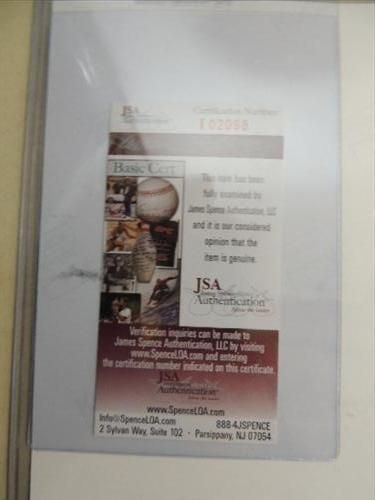 JSA
Authentication
Certification Number
Basic Cert
This item has been
fully examined by
James Spence Authentication, LLC
and it is our considered
opinion that the
item is genuine.
JSA
Authentication
Verification inquiries can be made to
James Spence Authentication, LLC by visiting
www.SpenceLOA.com and entering
the certification number indicated on this certificate.
JSA
Authentication
www.SpenceLOA.com
Info@SpenceLOA.com
888-4JSPENCE
2 Sylvan Way, Suite 102 · Parsippany, NJ 07054